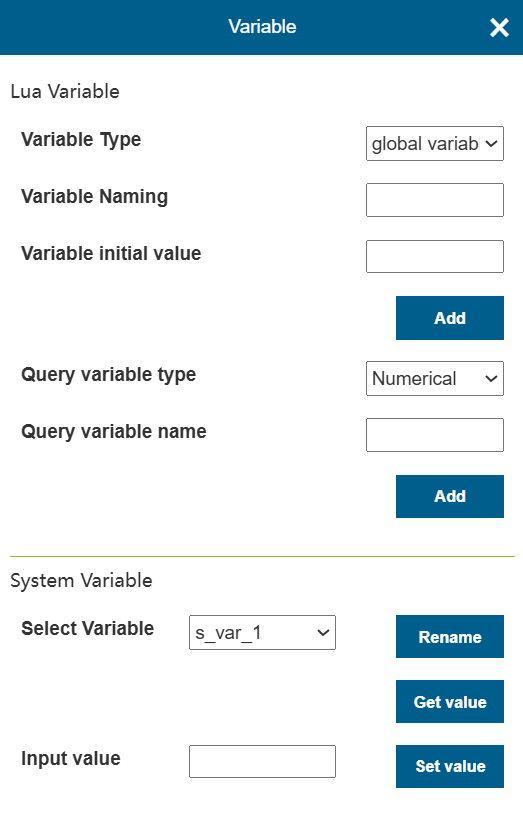 Variable
Lua Variable
Variable Type
global variab
Variable Naming
Variable initial value
Add
Query variable type
Numerical
Query variable name
Add
System Variable
Select Variable
s_var_1
Rename
Get value
Input value
Set value